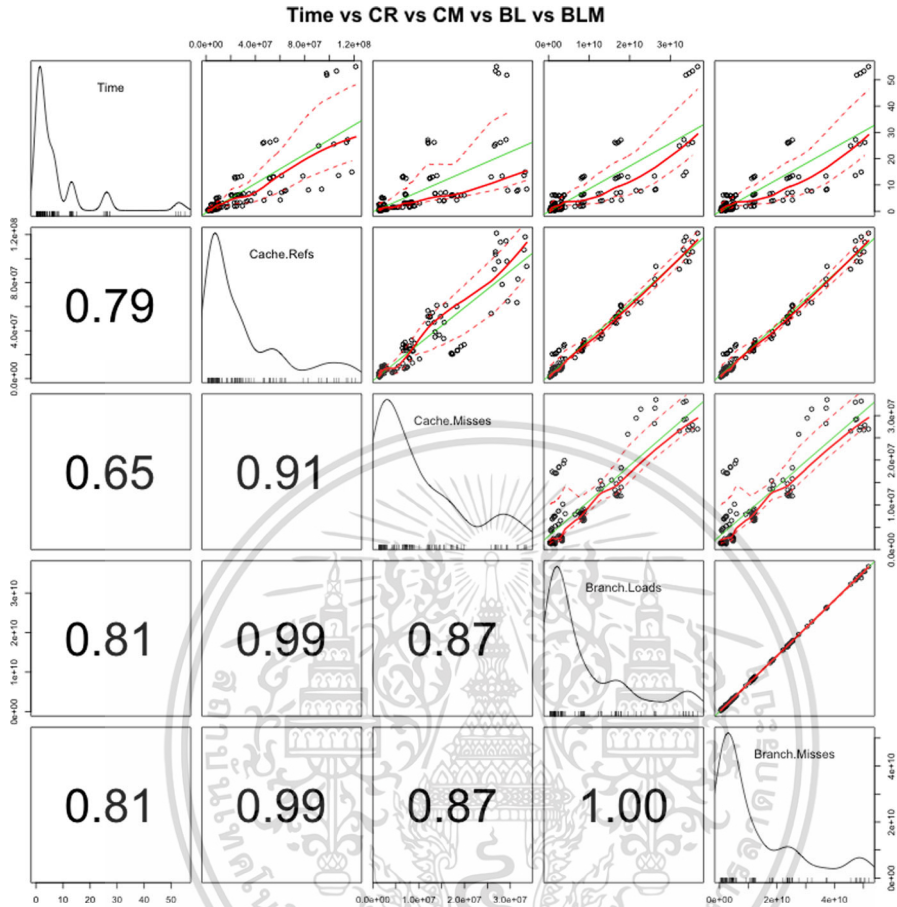 Time vs CR vs CM vs BL vs BLM
0.0e+00 4.0e+07 8.0e+07 1.2e+08
0e+00 1e+10 2e+10 3e+10
Time
0 10 20 30 40 50
0.0e+00 4.0e+07 8.0e+07 1.2e+08
0.79
Cache.Refs
0.65
0.91
Cache.Misses
0.0e+00 1.0e+07 2.0e+07 3.0e+07
0e+00 1e+10 2e+10 3e+10
0.81
0.99
0.87
Branch.Loads
0.81
0.99
0.87
1.00
Branch.Misses
0e+00 2e+10 4e+10
0 10 20 30 40 50
0.0e+00 1.0e+07 2.0e+07 3.0e+07
0e+00 2e+10 4e+10